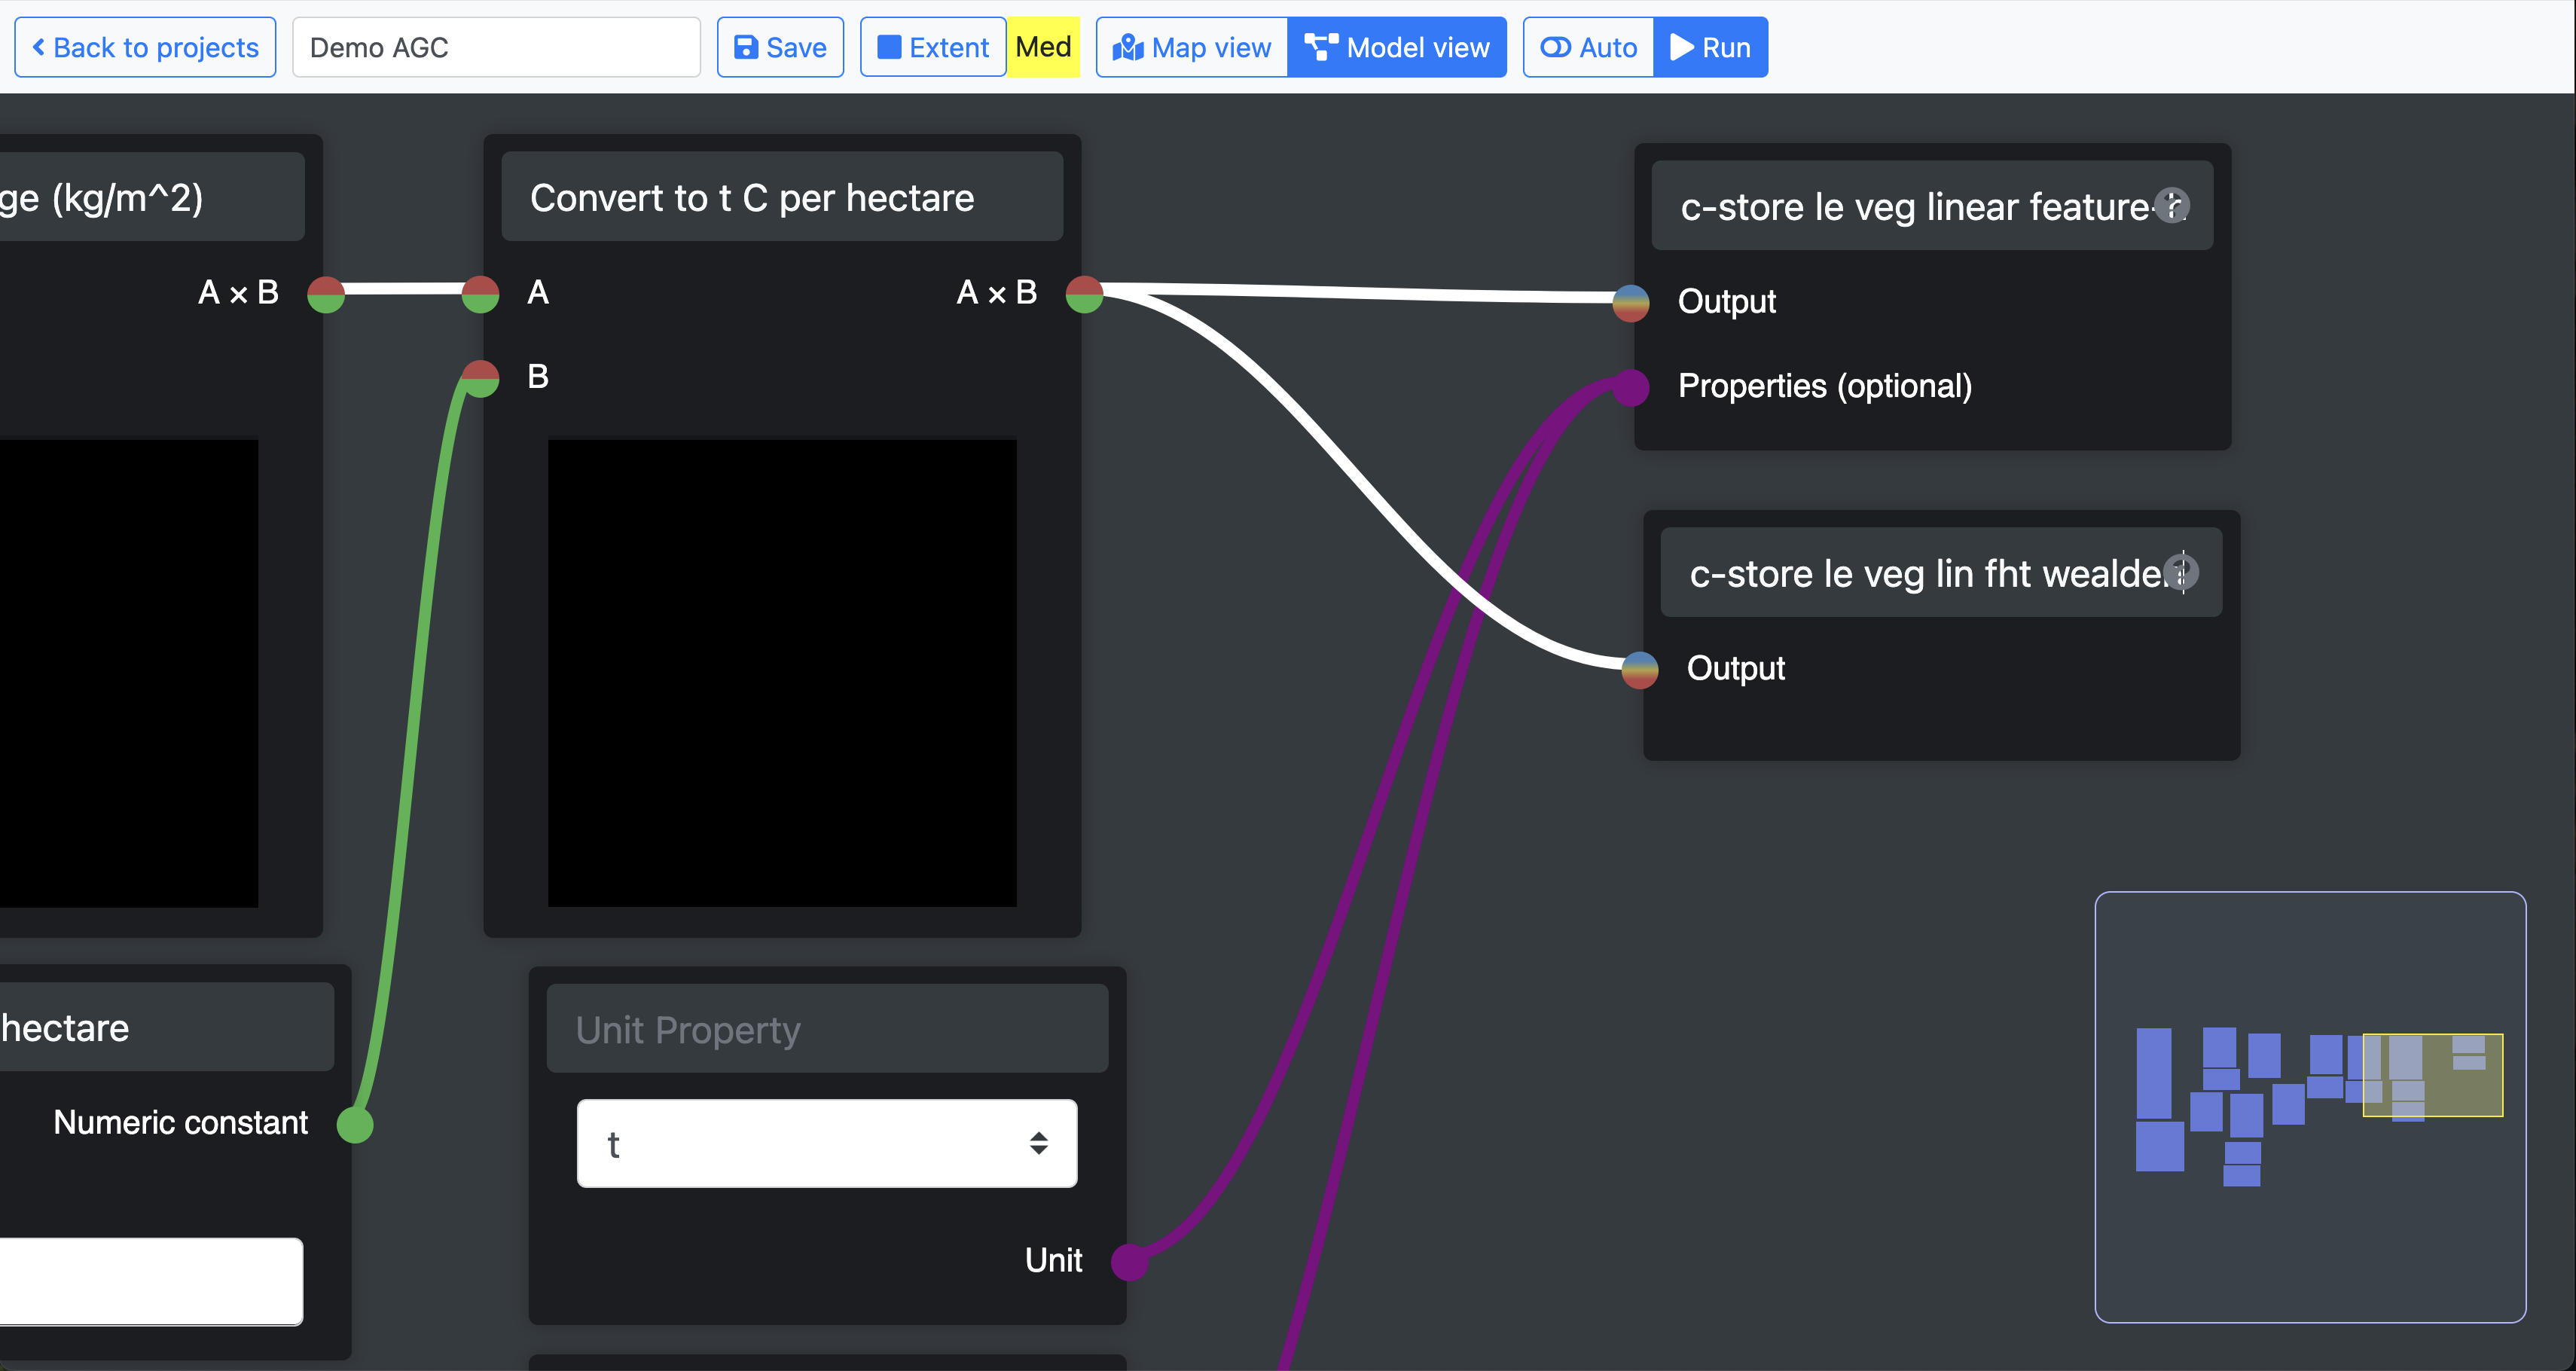 Back to projects
Demo AGC
Save
Extent
Med
Map view
Model view
Auto
Run
ge (kg/m^2)
A × B
Convert to t C per hectare
A
A × B
B
c-store le veg linear feature-
Output
Properties (optional)
c-store le veg lin fht wealde
Output
hectare
Numeric constant
Unit Property
t
Unit